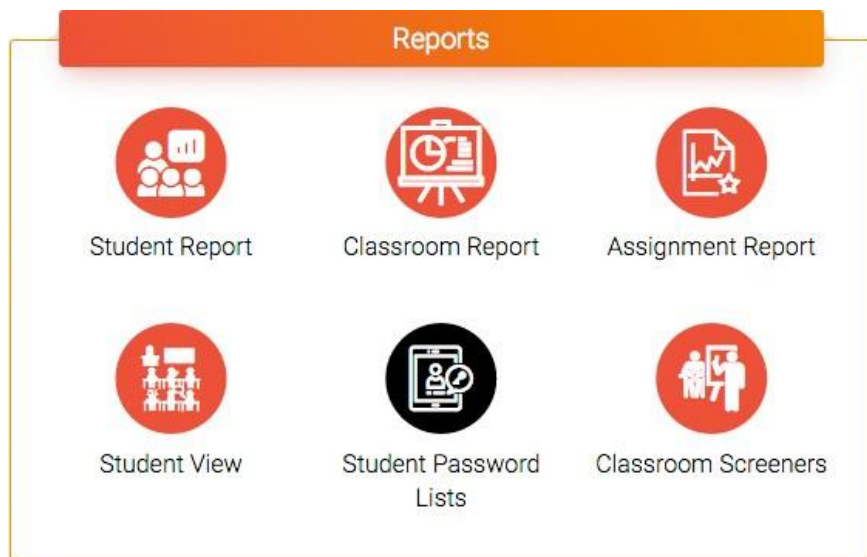 Reports
Student Report
Classroom Report
Assignment Report
Student View
Student Password
Lists
Classroom Screeners